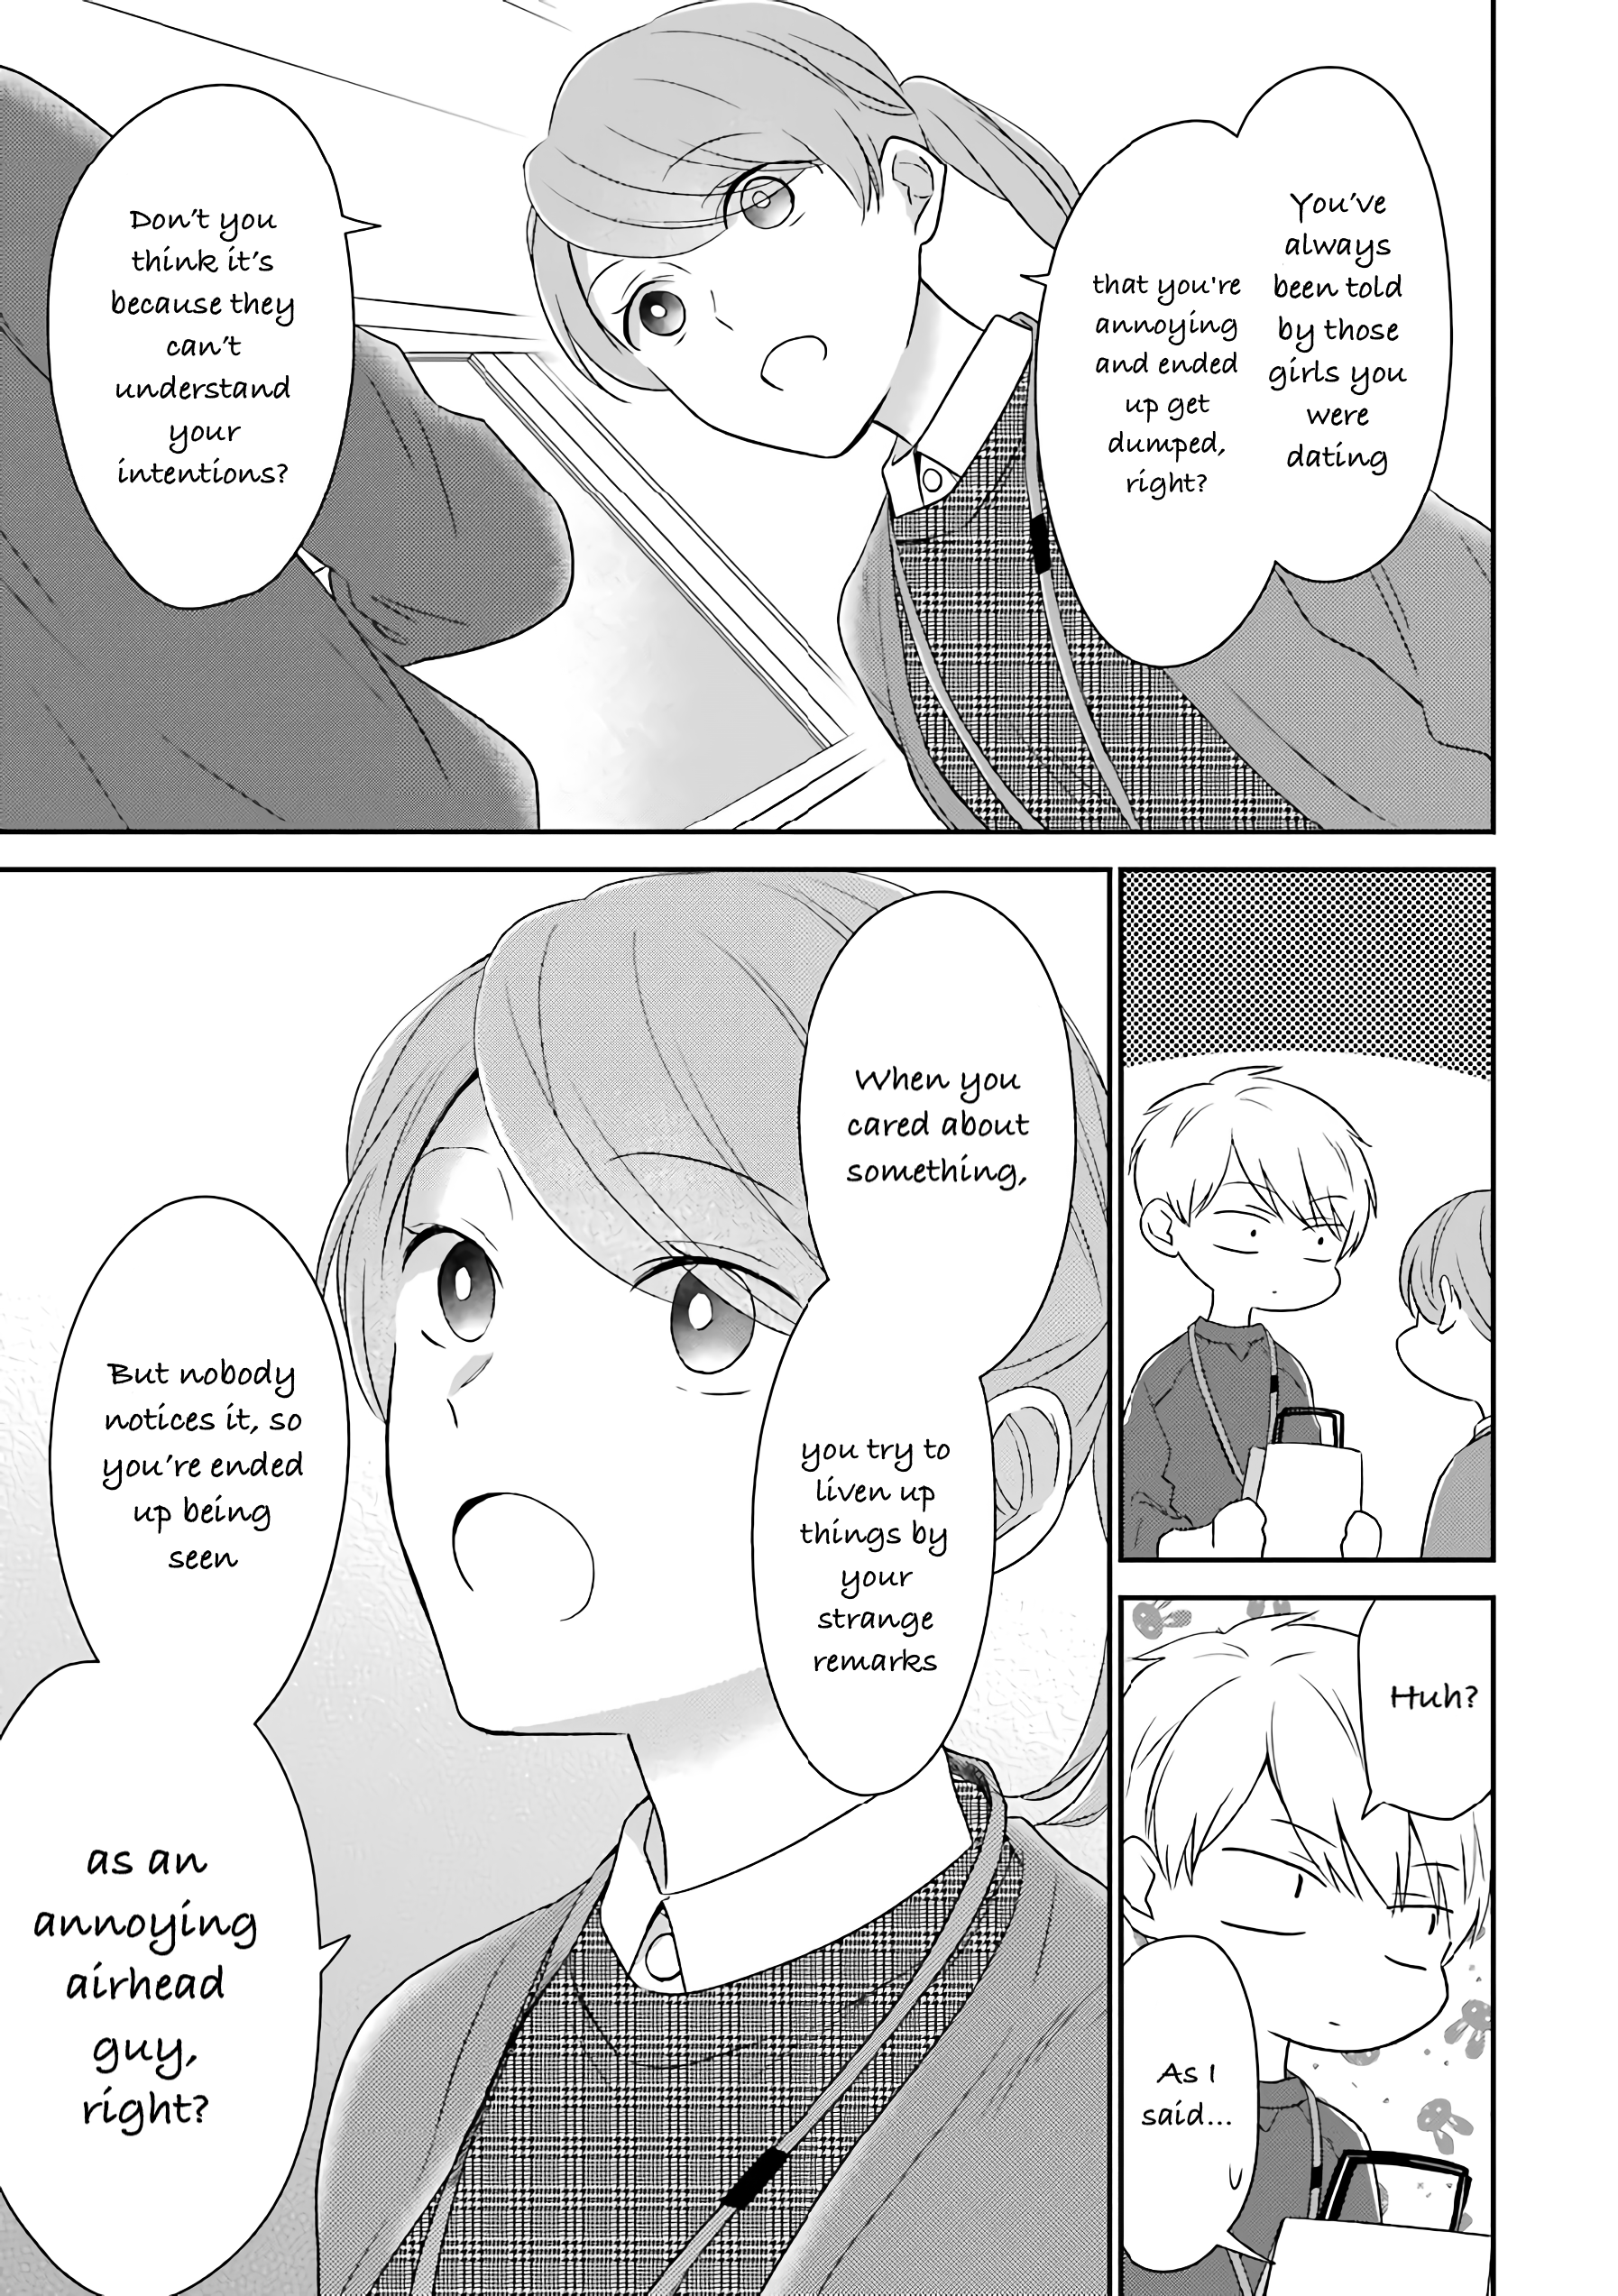 You've
always
been told
by those
girls you
were
dating
that you're
annoying
and ended
up get
dumped,
right?
Don't you
think it's
because they
can't
understand
your
intentions?
Huh?
As I
said...
When you
cared about
something,
you try to
liven up
things by
your
strange
remarks
But nobody
notices it, so
you're ended
up being
seen
as an
annoying
airhead
guy,
right?